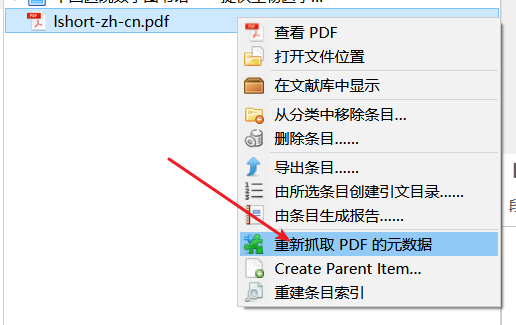 lshort-zh-cn.pdf
查看 PDF
打开文件位置
在文献库中显示
从分类中移除条目...
删除条目......
导出条目......
由所选条目创建引文目录......
由条目生成报告......
重新抓取 PDF 的元数据
Create Parent Item...
重建条目索引